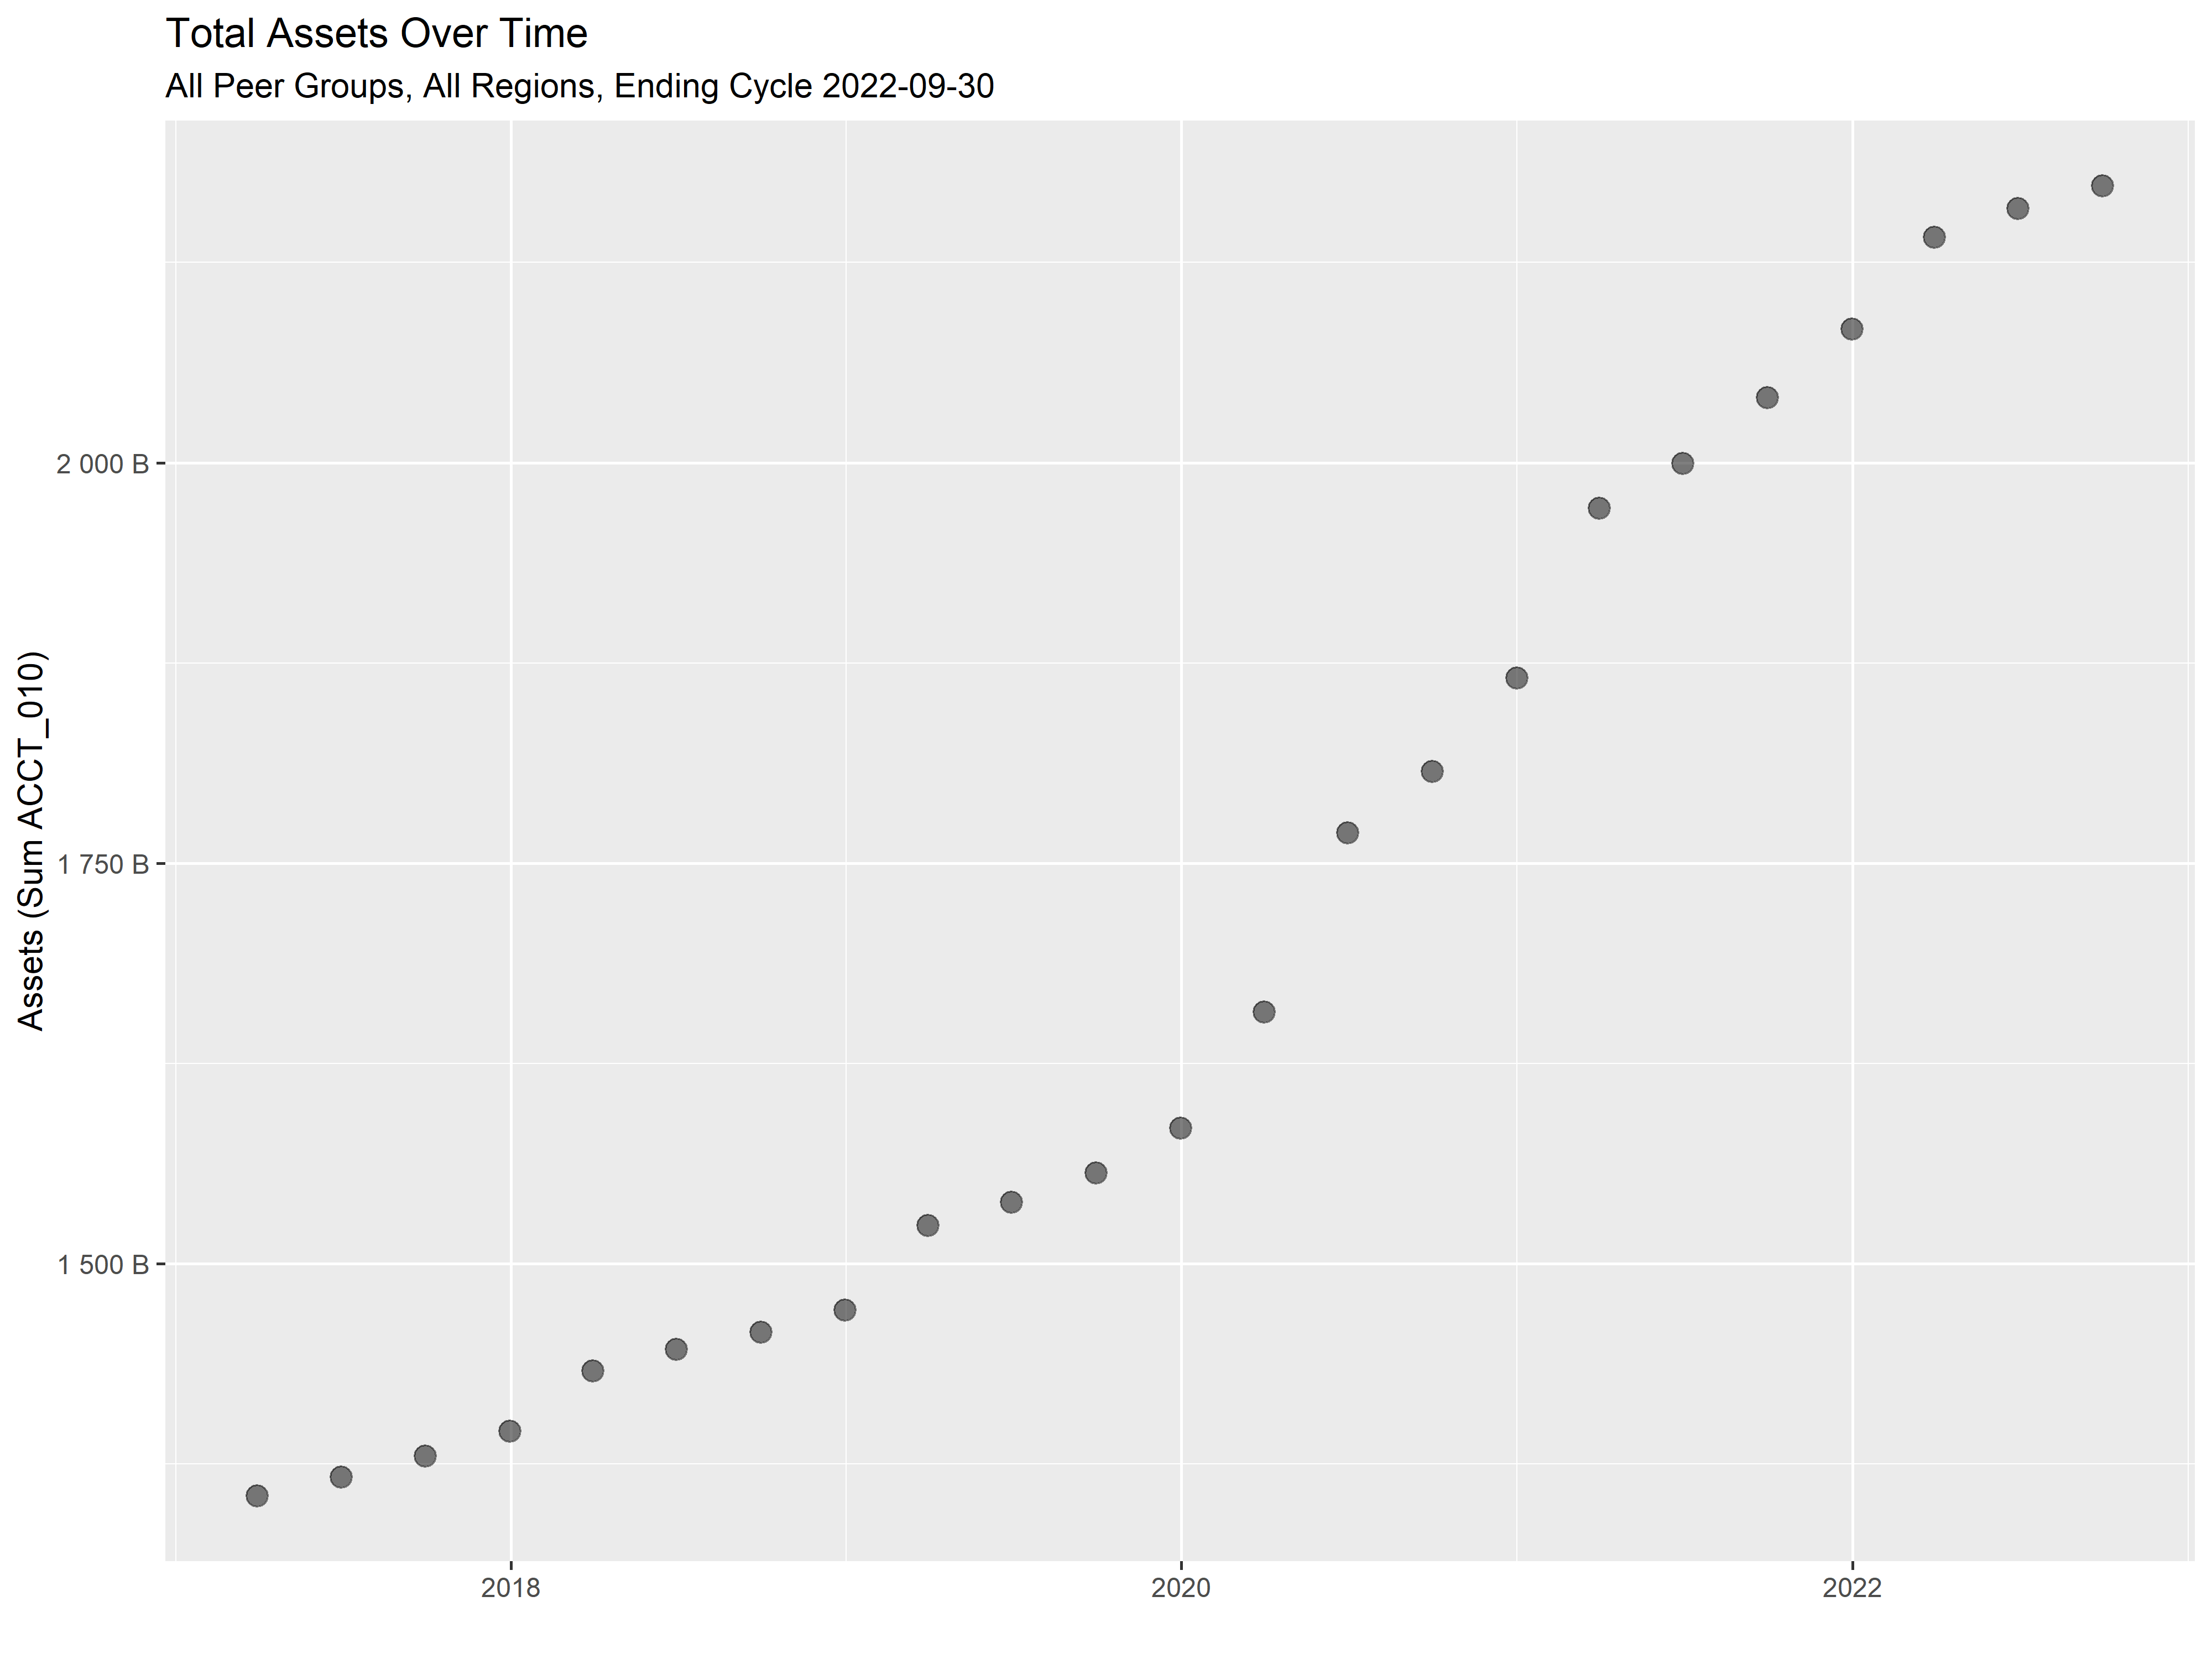 Total Assets Over Time
All Peer Groups, All Regions, Ending Cycle 2022-09-30
Assets (Sum ACCT_010)
2 000 B
1 750 B
1 500 B
2018
2020
2022